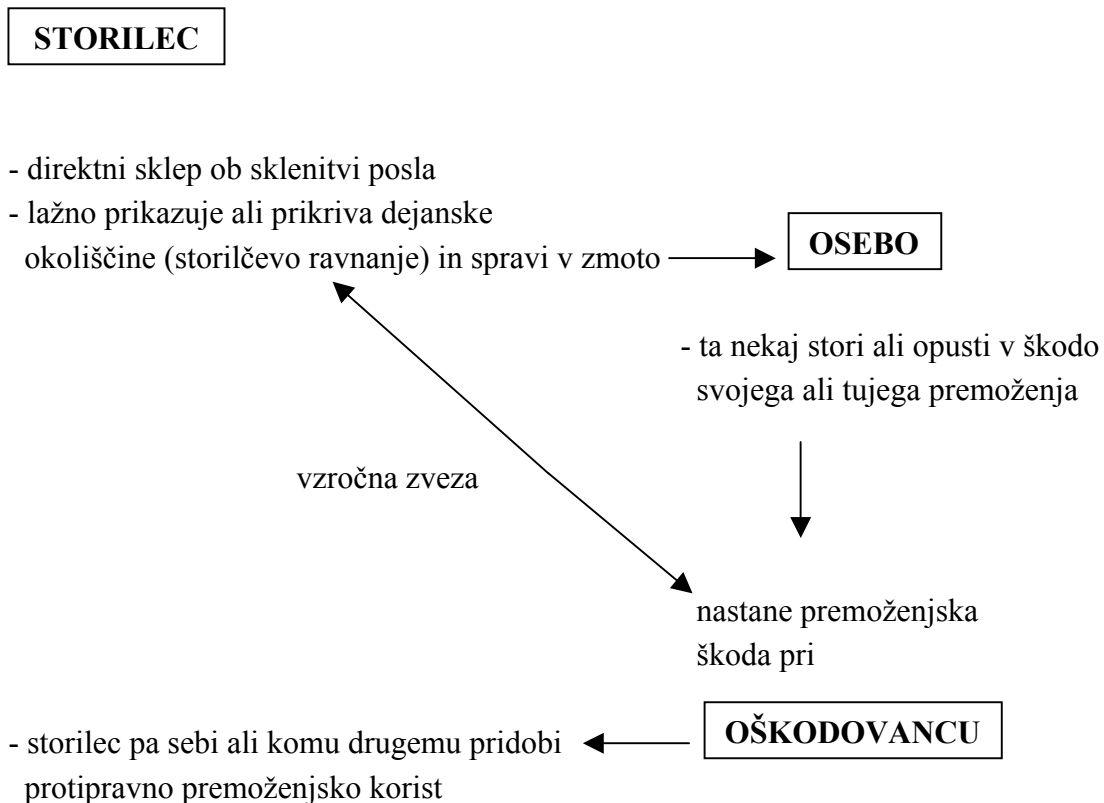 STORILEC
- direktni sklep ob sklenitvi posla
- lažno prikazuje ali prikriva dejanske
okoliščine (storilčevo ravnanje) in spravi v zmoto
OSEBO
- ta nekaj stori ali opusti v škodo
svojega ali tujega premoženja
vzročna zveza
nastane premoženjska
škoda pri
OŠKODOVANCU
- storilec pa sebi ali komu drugemu pridobi
protipravno premoženjsko korist